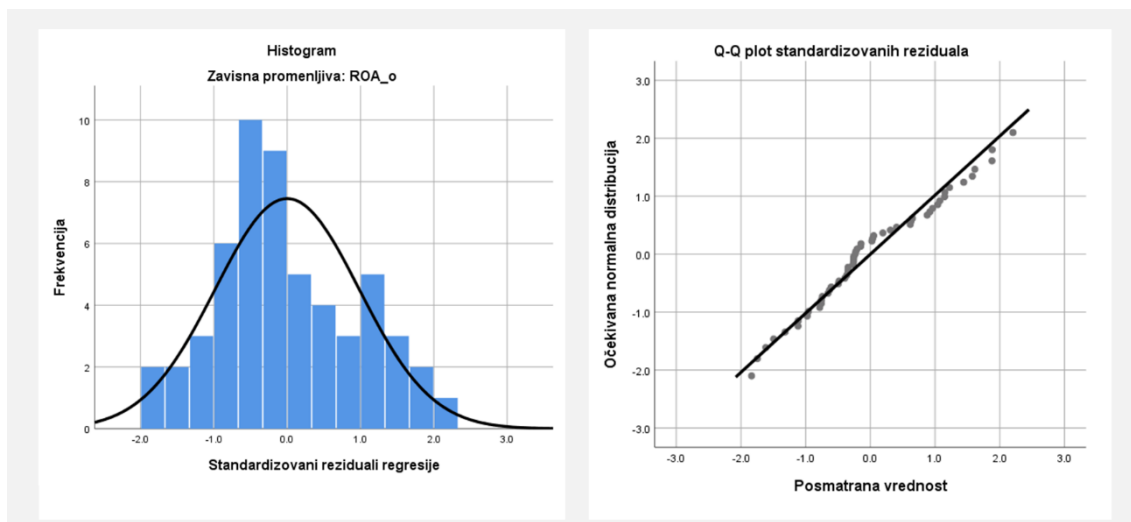 Histogram
Zavisna promenljiva: ROA_o
Frekvencija
10
8
6
4
2
0
-2.0 -1.0 0.0 1.0 2.0 3.0
Standardizovani reziduali regresije
Q-Q plot standardizovanih reziduala
Očekivana normalna distribucija
3.0
2.0
1.0
0.0
-1.0
-2.0
-3.0
-3.0 -2.0 -1.0 0.0 1.0 2.0 3.0
Posmatrana vrednost